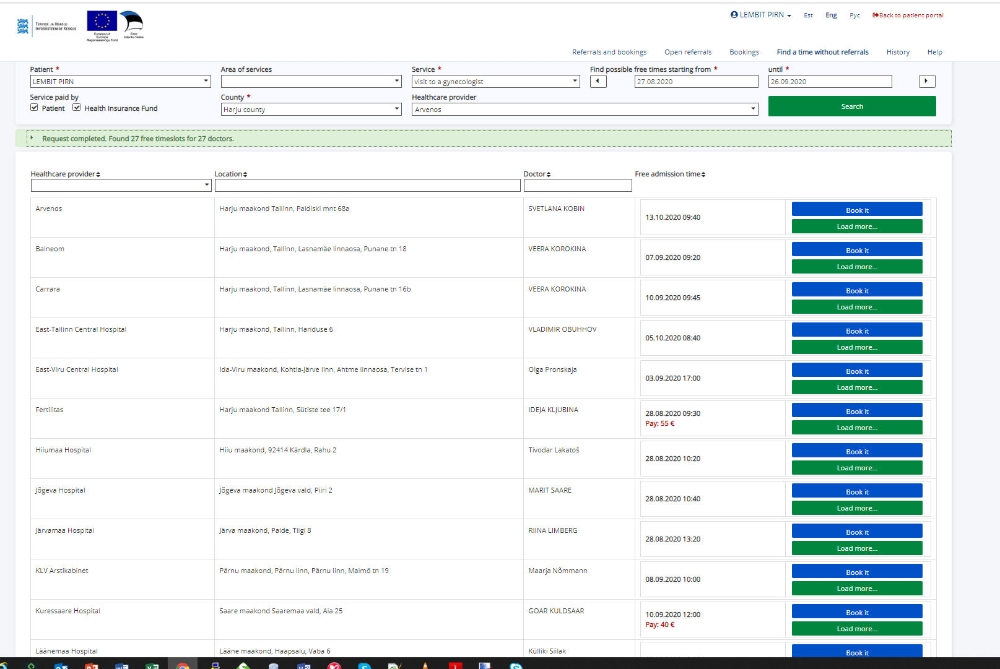 TERVISE JA HEAOLU
INFOSÜSTEEMIDE KESKUS
Euroopa Liit
Euroopa
Regionaalarengu Fond
Eesti
tuleviku heaks
LEMBIT PIRN
Est
Eng
Рус
Back to patient portal
Referrals and bookings
Open referrals
Bookings
Find a time without referrals
History
Help
Patient *
Area of services
Service *
Find possible free times starting from *
until *
LEMBIT PIRN
visit to a gynecologist
27.08.2020
26.09.2020
Service paid by
County *
Healthcare provider
Patient
Health Insurance Fund
Harju county
Arvenos
Search
Request completed. Found 27 free timeslots for 27 doctors.
Healthcare provider
Location
Doctor
Free admission time
Arvenos
Harju maakond Tallinn, Paldiski mnt 68a
SVETLANA KOBIN
13.10.2020 09:40
Book it
Load more...
Balneom
Harju maakond, Tallinn, Lasnamäe linnaosa, Punane tn 18
VEERA KOROKINA
07.09.2020 09:20
Book it
Load more...
Carrara
Harju maakond, Tallinn, Lasnamäe linnaosa, Punane tn 16b
VEERA KOROKINA
10.09.2020 09:45
Book it
Load more...
East-Tallinn Central Hospital
Harju maakond, Tallinn, Hariduse 6
VLADIMIR OBUHHOV
05.10.2020 08:40
Book it
Load more...
East-Viru Central Hospital
Ida-Viru maakond, Kohtla-Järve linn, Ahtme linnaosa, Tervise tn 1
Olga Pronskaja
03.09.2020 17:00
Book it
Load more...
Fertilitas
Harju maakond Tallinn, Sütiste tee 17/1
IDEJA KLJUBINA
28.08.2020 09:30
Pay: 55 €
Book it
Load more...
Hiiumaa Hospital
Hiiu maakond, 92414 Kärdla, Rahu 2
Tivodar Lakatoš
28.08.2020 10:20
Book it
Load more...
Jõgeva Hospital
Jõgeva maakond Jõgeva vald, Piiri 2
MARIT SAARE
28.08.2020 10:40
Book it
Load more...
Järvamaa Hospital
Järva maakond, Paide, Tiigi 8
RIINA LIMBERG
28.08.2020 13:20
Book it
Load more...
KLV Arstikabinet
Pärnu maakond, Pärnu linn, Pärnu linn, Malmö tn 19
Maarja Nõmmann
08.09.2020 10:00
Book it
Load more...
Kuressaare Hospital
Saare maakond Saaremaa vald, Aia 25
GOAR KULDSAAR
10.09.2020 12:00
Pay: 40 €
Book it
Load more...
Läänemaa Hospital
Lääne maakond, Haapsalu, Vaba 6
Külliki Siilak
Book it